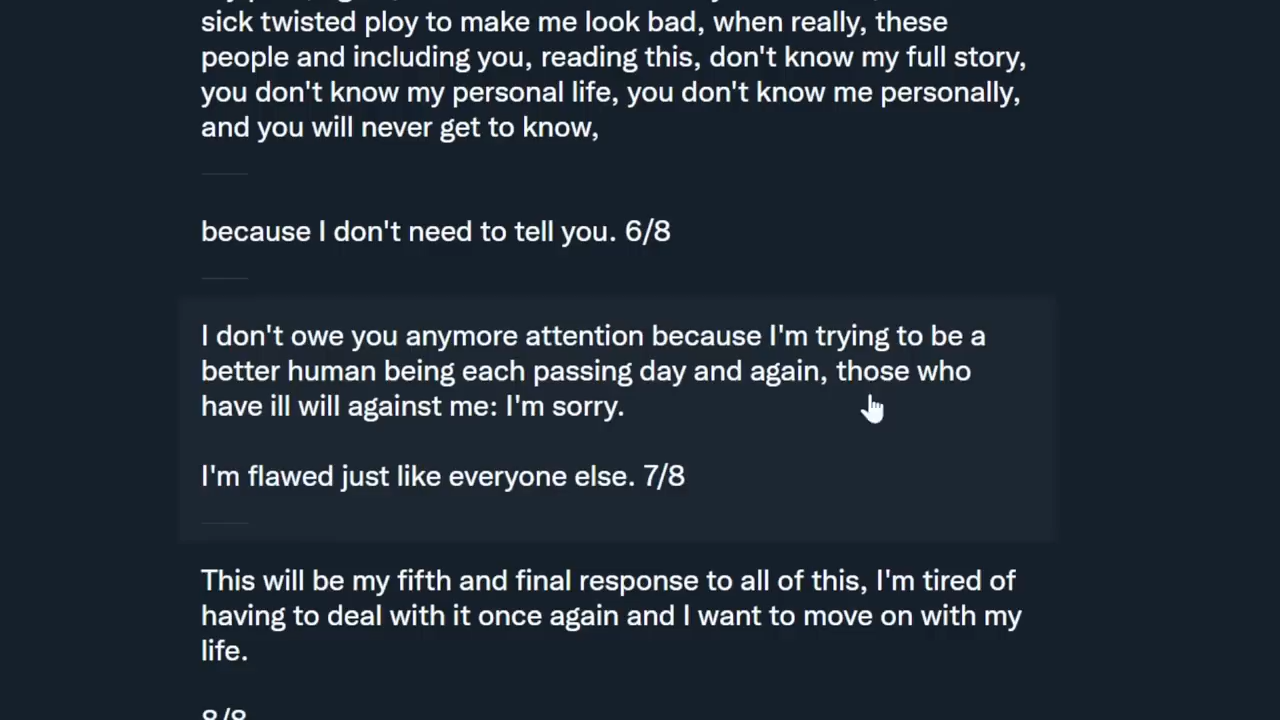 sick twisted ploy to make me look bad, when really, these
people and including you, reading this, don't know my full story,
you don't know my personal life, you don't know me personally,
and you will never get to know,
because I don't need to tell you. 6/8
I don't owe you anymore attention because I'm trying to be a
better human being each passing day and again, those who
have ill will against me: I'm sorry.
I'm flawed just like everyone else. 7/8
This will be my fifth and final response to all of this, I'm tired of
having to deal with it once again and I want to move on with my
life.
8/8